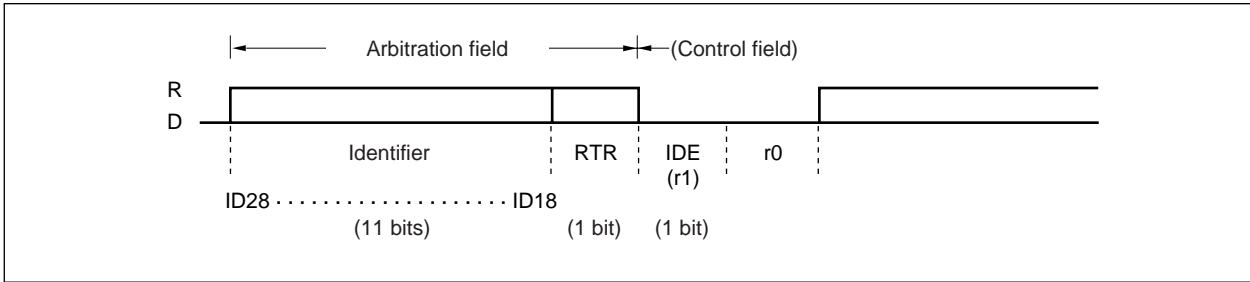 Arbitration field (Control field)
R
D
Identifier RTR IDE r0
(r1)
ID28 · · · · · · · · · · · · · · · · · · · · ID18
(11 bits) (1 bit) (1 bit)